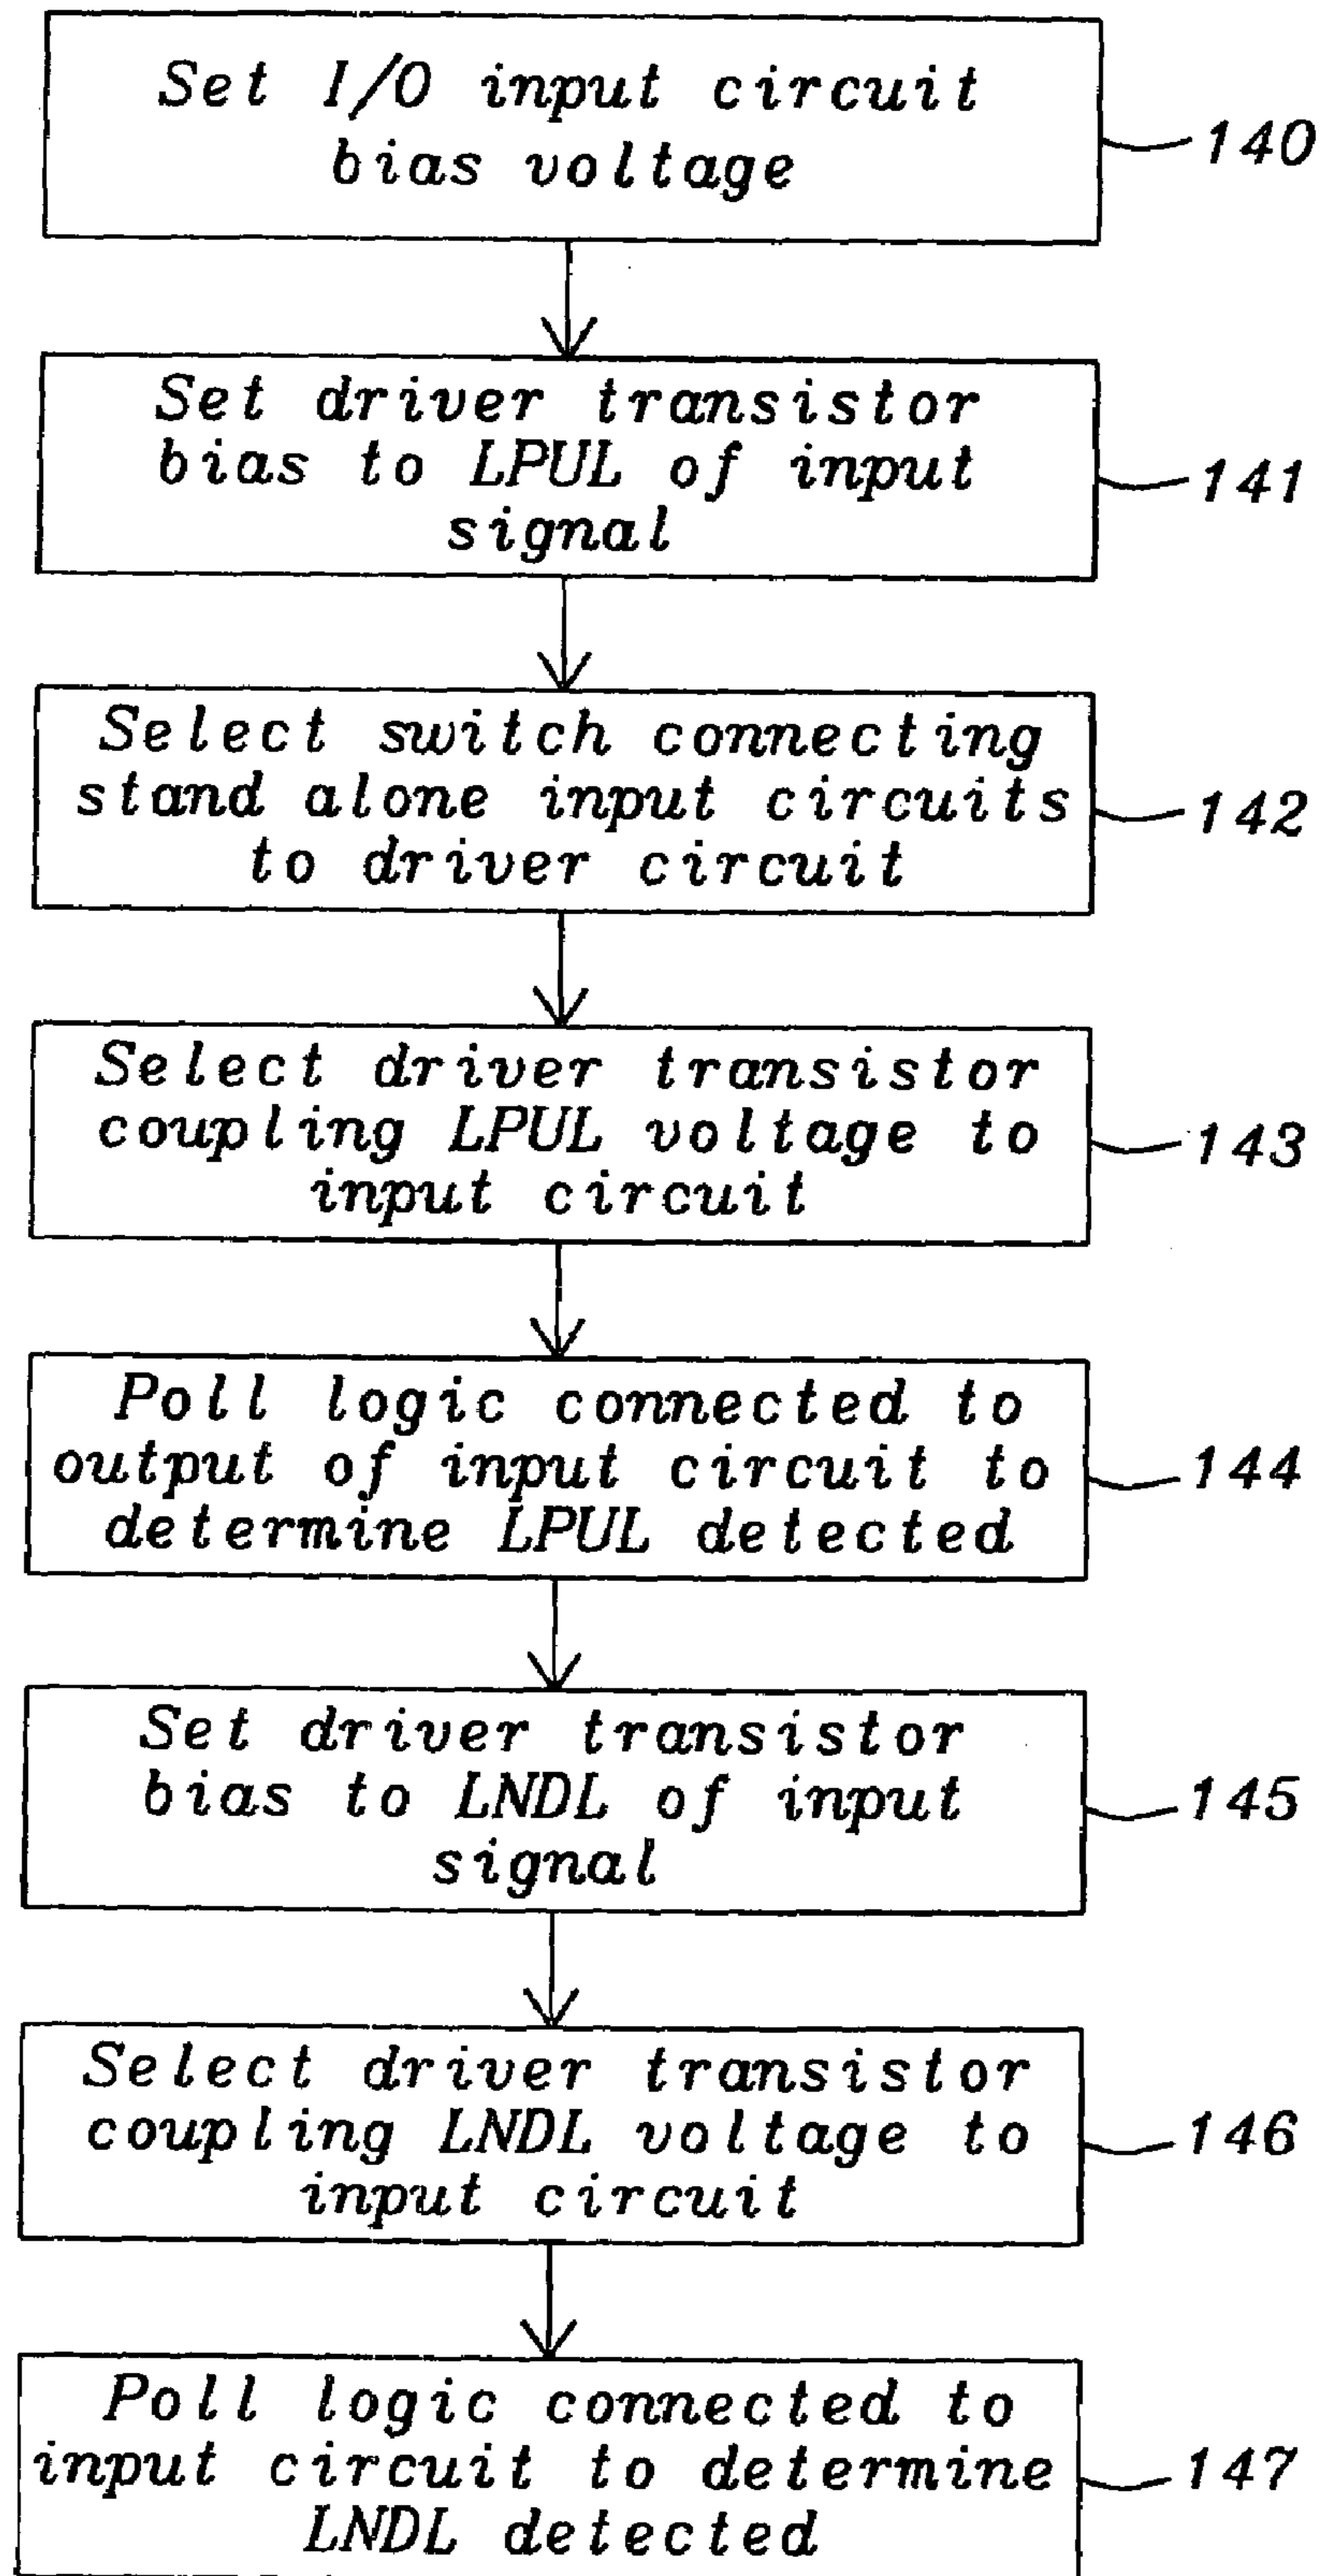 Set I/O input circuit
bias voltage
140
Set driver transistor
bias to LPUL of input
signal
141
Select switch connecting
stand alone input circuits
to driver circuit
142
Select driver transistor
coupling LPUL voltage to
input circuit
143
Poll logic connected to
output of input circuit to
determine LPUL detected
144
Set driver transistor
bias to LNDL of input
signal
145
Select driver transistor
coupling LNDL voltage to
input circuit
146
Poll logic connected to
input circuit to determine
LNDL detected
147